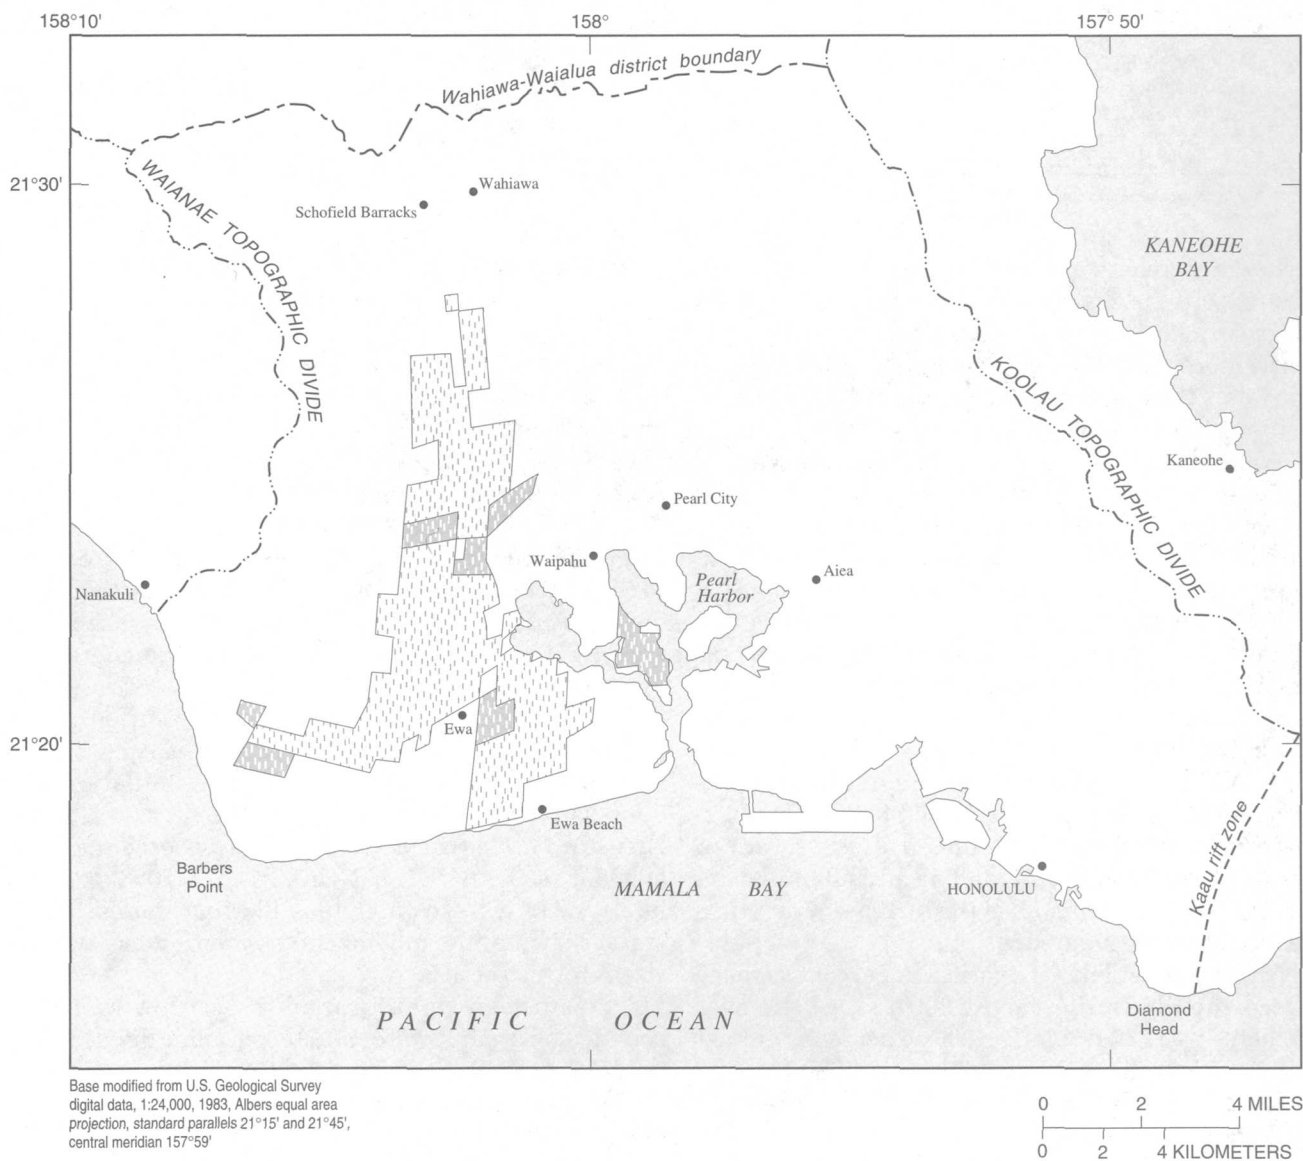 158°10'
158°
157°50'
Wahiawa-Waialua district boundary
21°30'
WAIANAE TOPOGRAPHIC DIVIDE
Wahiawa
Schofield Barracks
KANEOHE
BAY
KOOLAU TOPOGRAPHIC DIVIDE
Kaneohe
Pearl City
Waipahu
Pearl
Harbor
Aiea
Nanakuli
21°20'
Ewa
Ewa Beach
Barbers
Point
MAMALA BAY
HONOLULU
Kaau rift zone
PACIFIC OCEAN
Diamond
Head
Base modified from U.S. Geological Survey
digital data, 1:24,000, 1983, Albers equal area
projection, standard parallels 21°15' and 21°45',
central meridian 157°59'
0 2 4 MILES
0 2 4 KILOMETERS